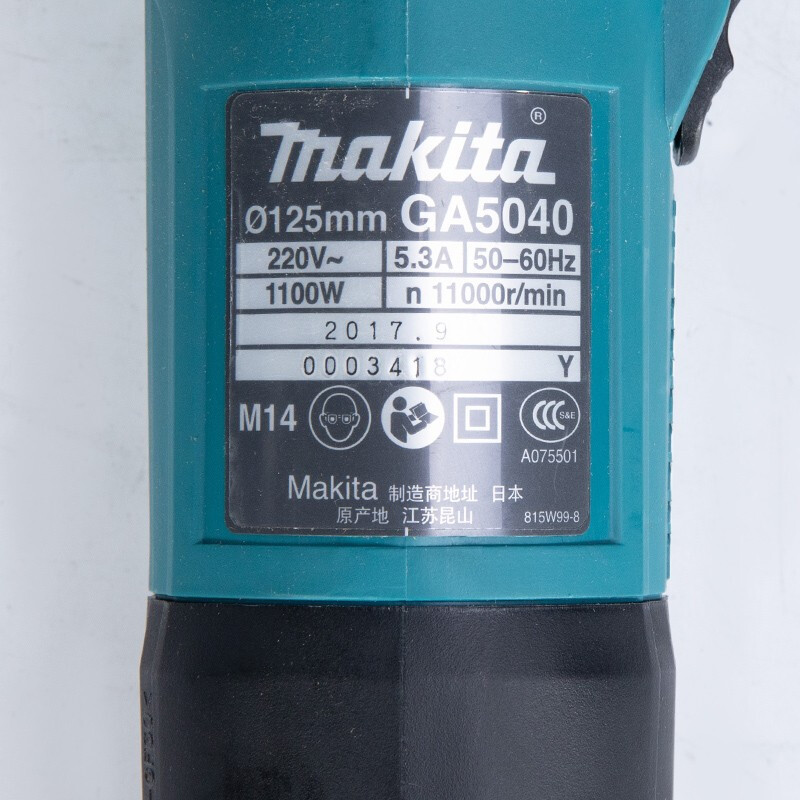 makita®
Ø125mm GA5040
220V~ 5.3A 50-60Hz
1100W n 11000r/min
2017.9
0003418 Y
M14 S&E
A075501
Makita 制造商地址 日本
原产地 江苏昆山 815W99-8